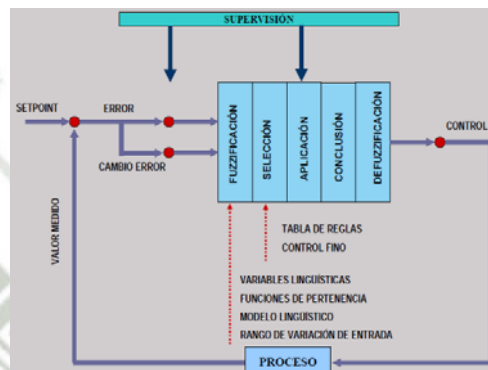 SUPERVISIÓN
SETPOINT
ERROR
CAMBIO ERROR
FUZZIFICACIÓN
SELECCIÓN
APLICACIÓN
CONCLUSIÓN
DEFUZZIFICACIÓN
CONTROL
VALOR MEDIDO
TABLA DE REGLAS
CONTROL FINO
VARIABLES LINGÜÍSTICAS
FUNCIONES DE PERTENENCIA
MODELO LINGÜÍSTICO
RANGO DE VARIACIÓN DE ENTRADA
PROCESO